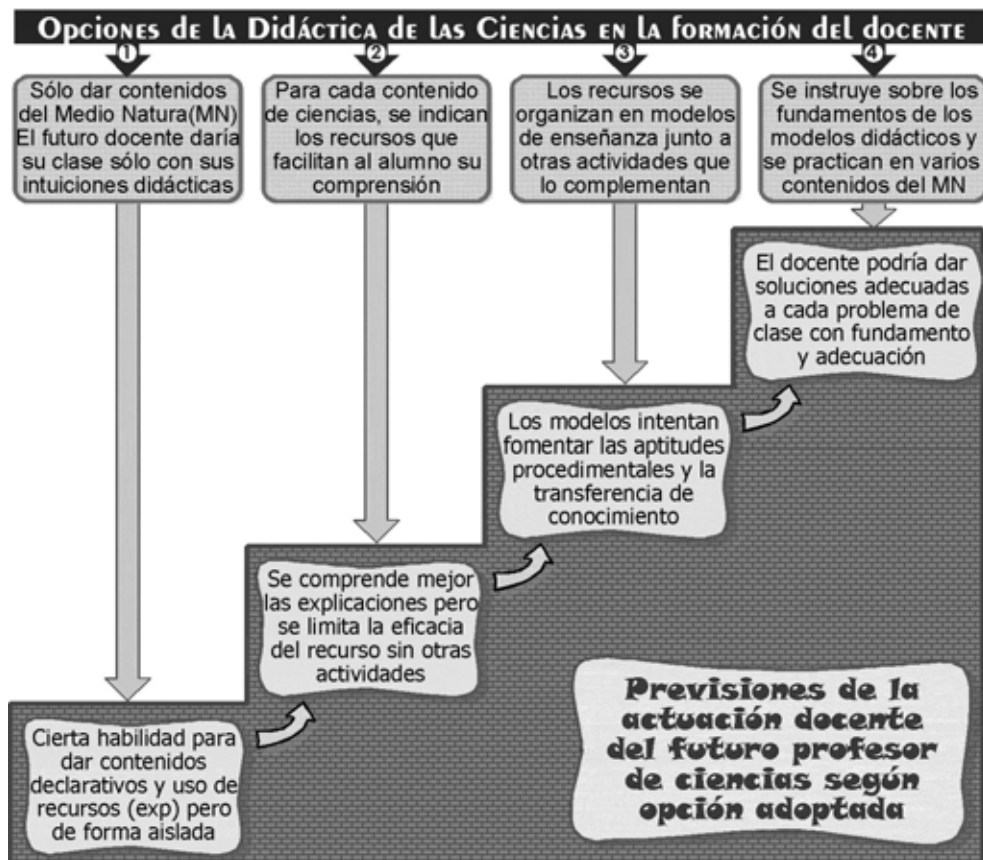 Opciones de la Didáctica de las Ciencias en la formación del docente
1
2
3
4
Sólo dar contenidos
del Medio Natura(MN)
El futuro docente daría
su clase sólo con sus
intuiciones didácticas
Para cada contenido
de ciencias, se indican
los recursos que
facilitan al alumno su
comprensión
Los recursos se
organizan en modelos
de enseñanza junto a
otras actividades que
lo complementan
Se instruye sobre los
fundamentos de los
modelos didácticos y
se practican en varios
contenidos del MN
El docente podría dar
soluciones adecuadas
a cada problema de
clase con fundamento
y adecuación
Los modelos intentan
fomentar las aptitudes
procedimentales y la
transferencia de
conocimiento
Se comprende mejor
las explicaciones pero
se limita la eficacia
del recurso sin otras
actividades
Cierta habilidad para
dar contenidos
declarativos y uso de
recursos (exp) pero
de forma aislada
Previsiones de la
actuación docente
del futuro profesor
de ciencias según
opción adoptada